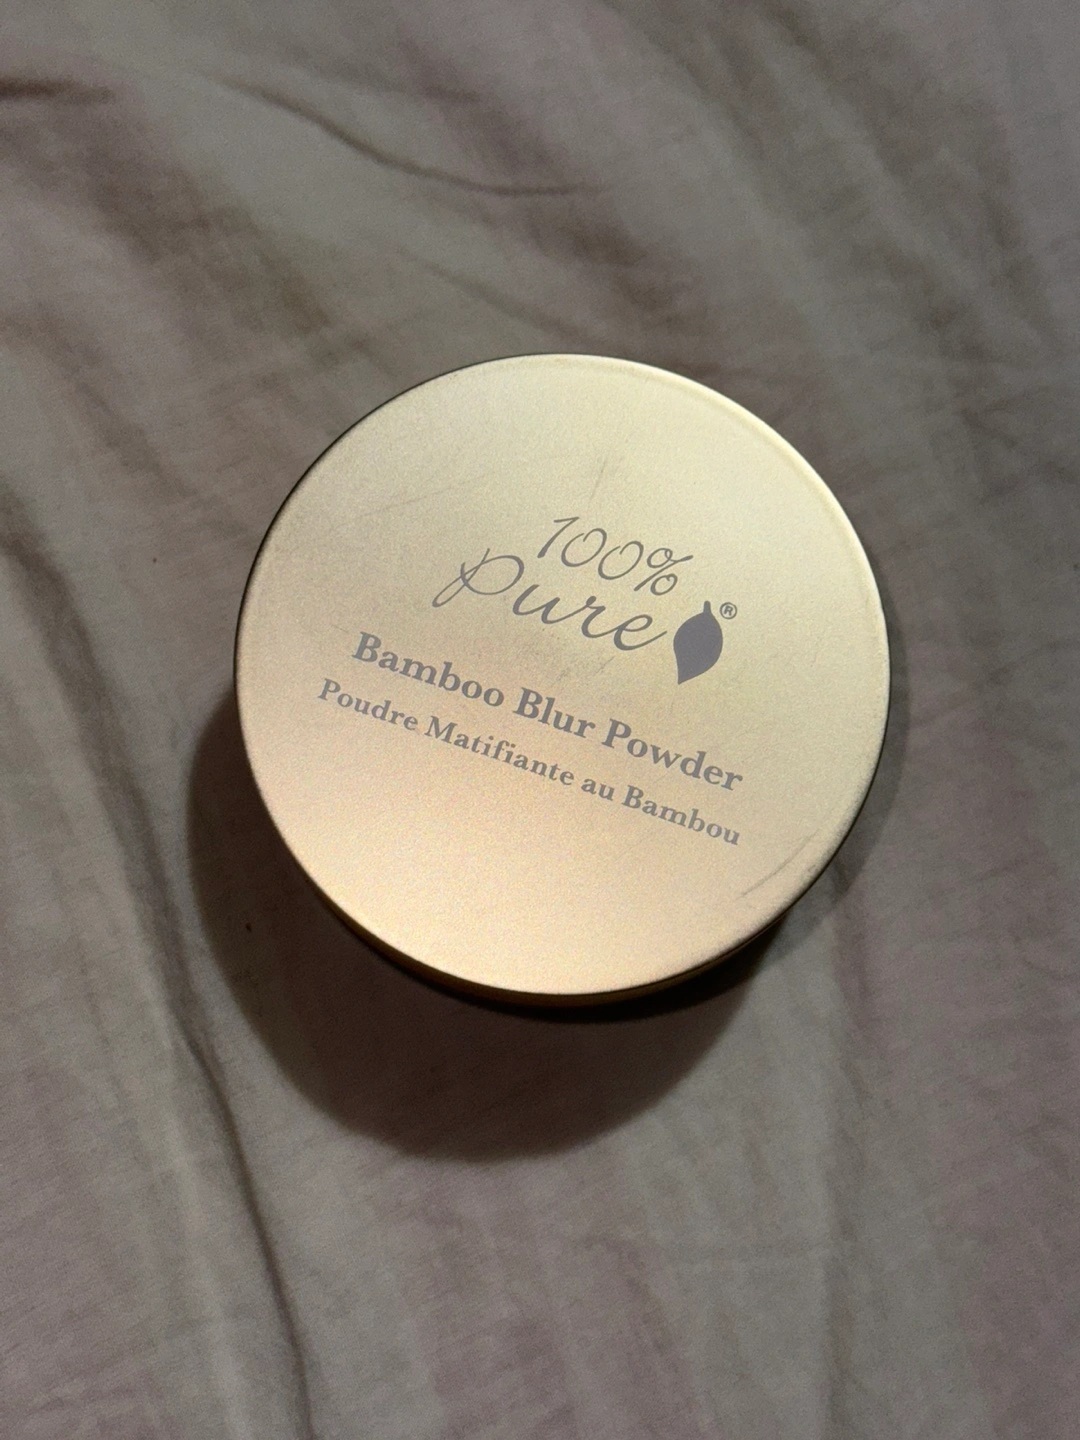 100%
Pure®
Bamboo Blur Powder
Poudre Matifiante au Bambou